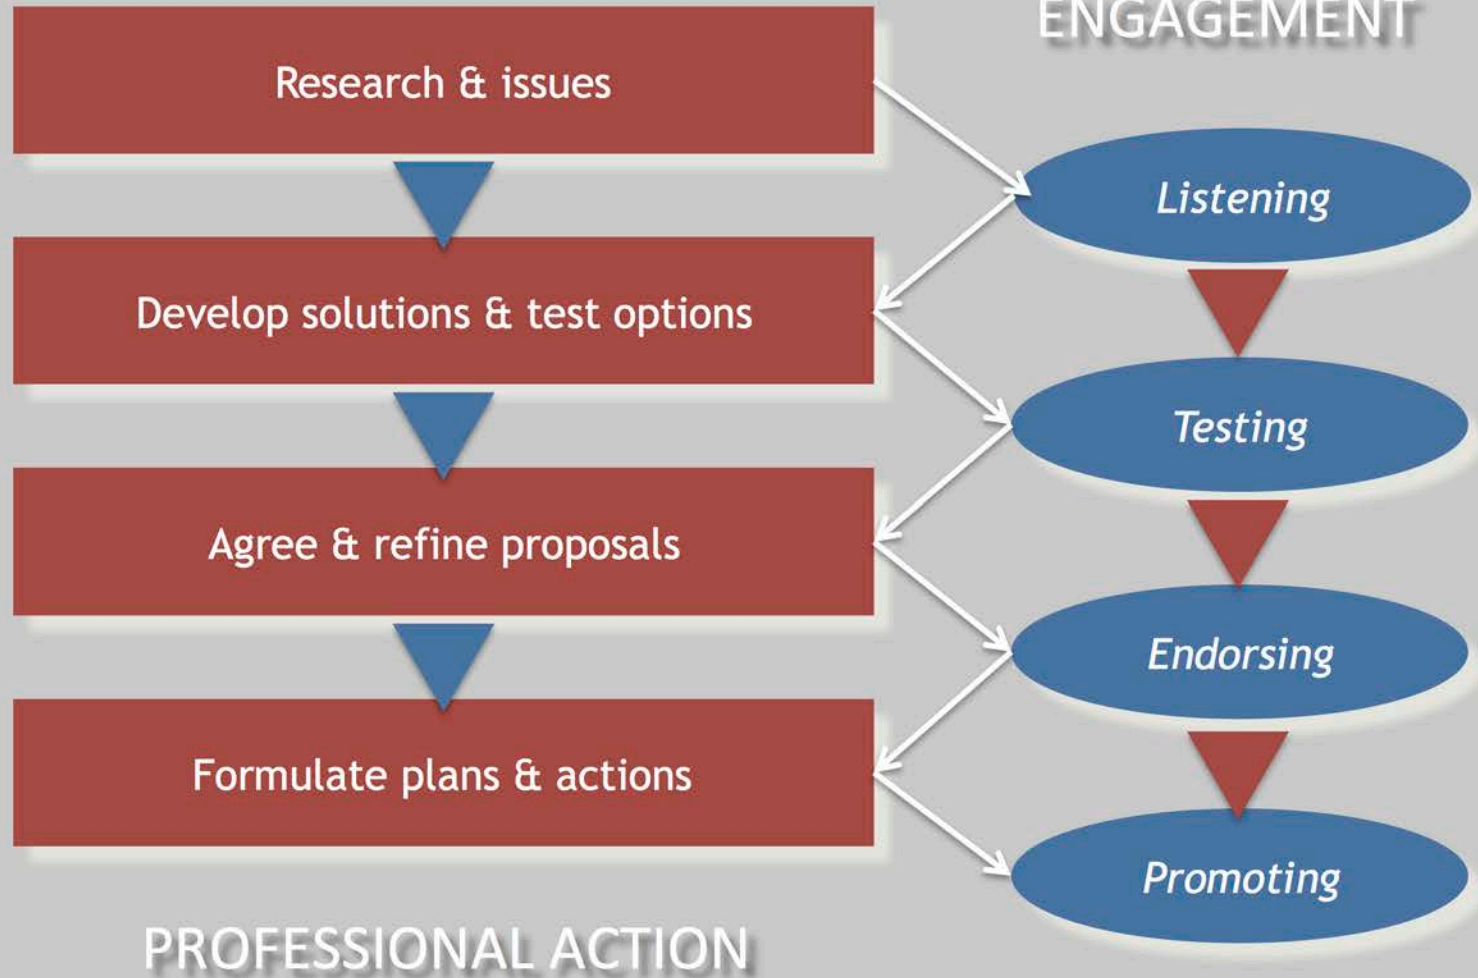 ENGAGEMENT
Research & issues
Listening
Develop solutions & test options
Testing
Agree & refine proposals
Endorsing
Formulate plans & actions
Promoting
PROFESSIONAL ACTION